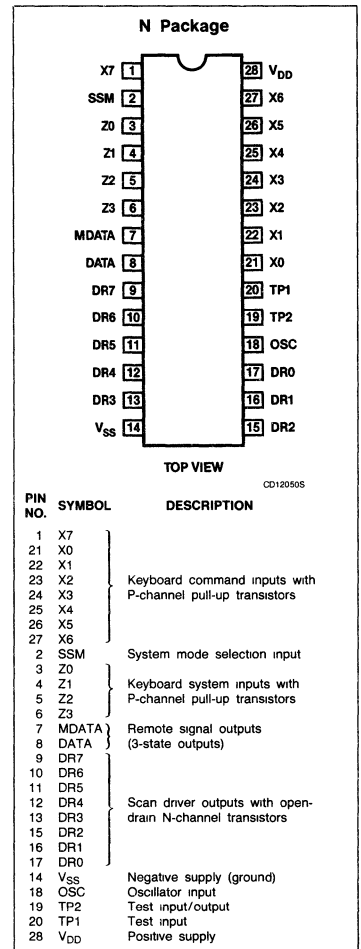 N Package
X7 1 28 VDD
SSM 2 27 X6
Z0 3 26 X5
Z1 4 25 X4
Z2 5 24 X3
Z3 6 23 X2
MDATA 7 22 X1
DATA 8 21 X0
DR7 9 20 TP1
DR6 10 19 TP2
DR5 11 18 OSC
DR4 12 17 DR0
DR3 13 16 DR1
VSS 14 15 DR2
TOP VIEW
CD12050S
PIN NO. SYMBOL DESCRIPTION
1 X7
21 X0
22 X1
23 X2 Keyboard command inputs with
24 X3 P-channel pull-up transistors
25 X4
26 X5
27 X6
2 SSM System mode selection input
3 Z0
4 Z1 Keyboard system inputs with
5 Z2 P-channel pull-up transistors
6 Z3
7 MDATA Remote signal outputs
8 DATA (3-state outputs)
9 DR7
10 DR6
11 DR5
12 DR4 Scan driver outputs with open-
13 DR3 drain N-channel transistors
15 DR2
16 DR1
17 DR0
14 VSS Negative supply (ground)
18 OSC Oscillator input
19 TP2 Test input/output
20 TP1 Test input
28 VDD Positive supply